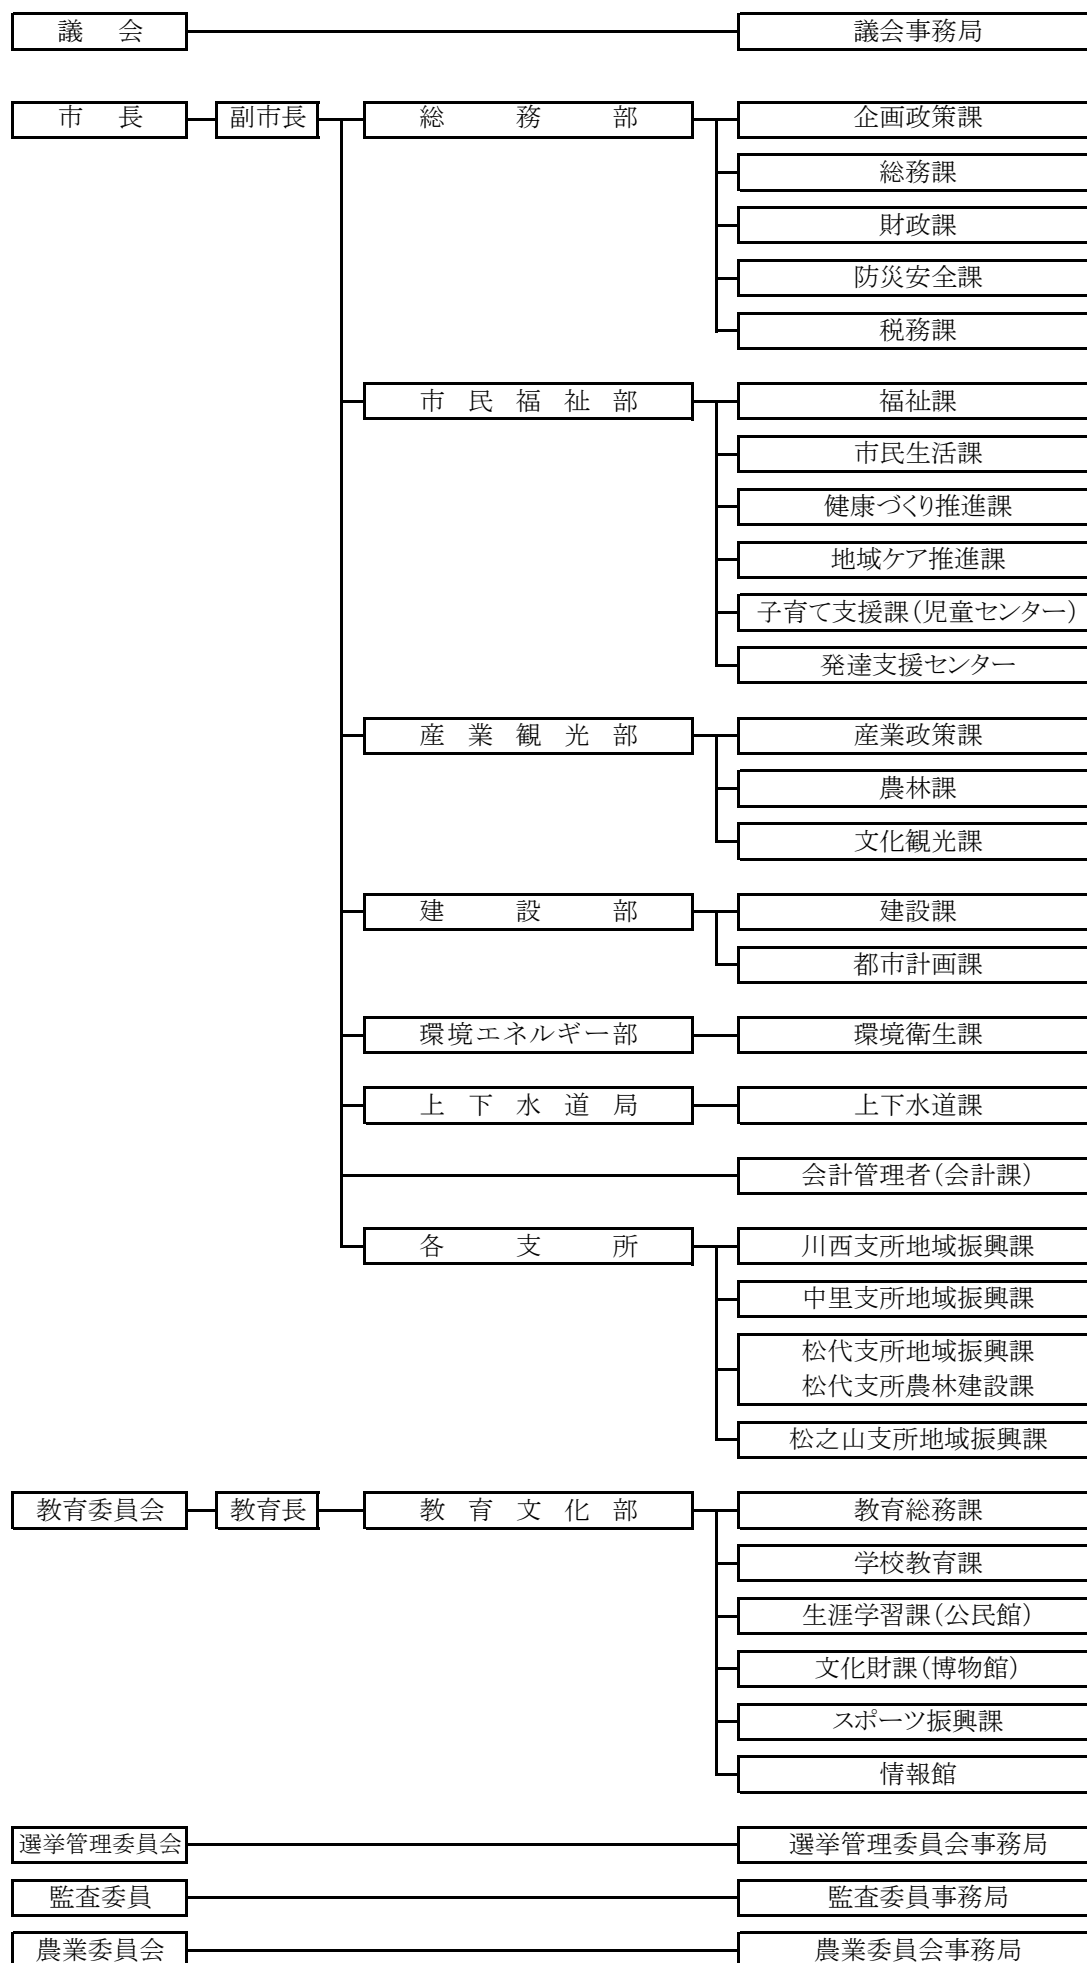 議会
議会事務局
市長
副市長
総務部
企画政策課
総務課
財政課
防災安全課
税務課
市民福祉部
福祉課
市民生活課
健康づくり推進課
地域ケア推進課
子育て支援課(児童センター)
発達支援センター
産業観光部
産業政策課
農林課
文化観光課
建設部
建設課
都市計画課
環境エネルギー部
環境衛生課
上下水道局
上下水道課
会計管理者(会計課)
各支所
川西支所地域振興課
中里支所地域振興課
松代支所地域振興課
松代支所農林建設課
松之山支所地域振興課
教育委員会
教育長
教育文化部
教育総務課
学校教育課
生涯学習課(公民館)
文化財課(博物館)
スポーツ振興課
情報館
選挙管理委員会
選挙管理委員会事務局
監査委員
監査委員事務局
農業委員会
農業委員会事務局